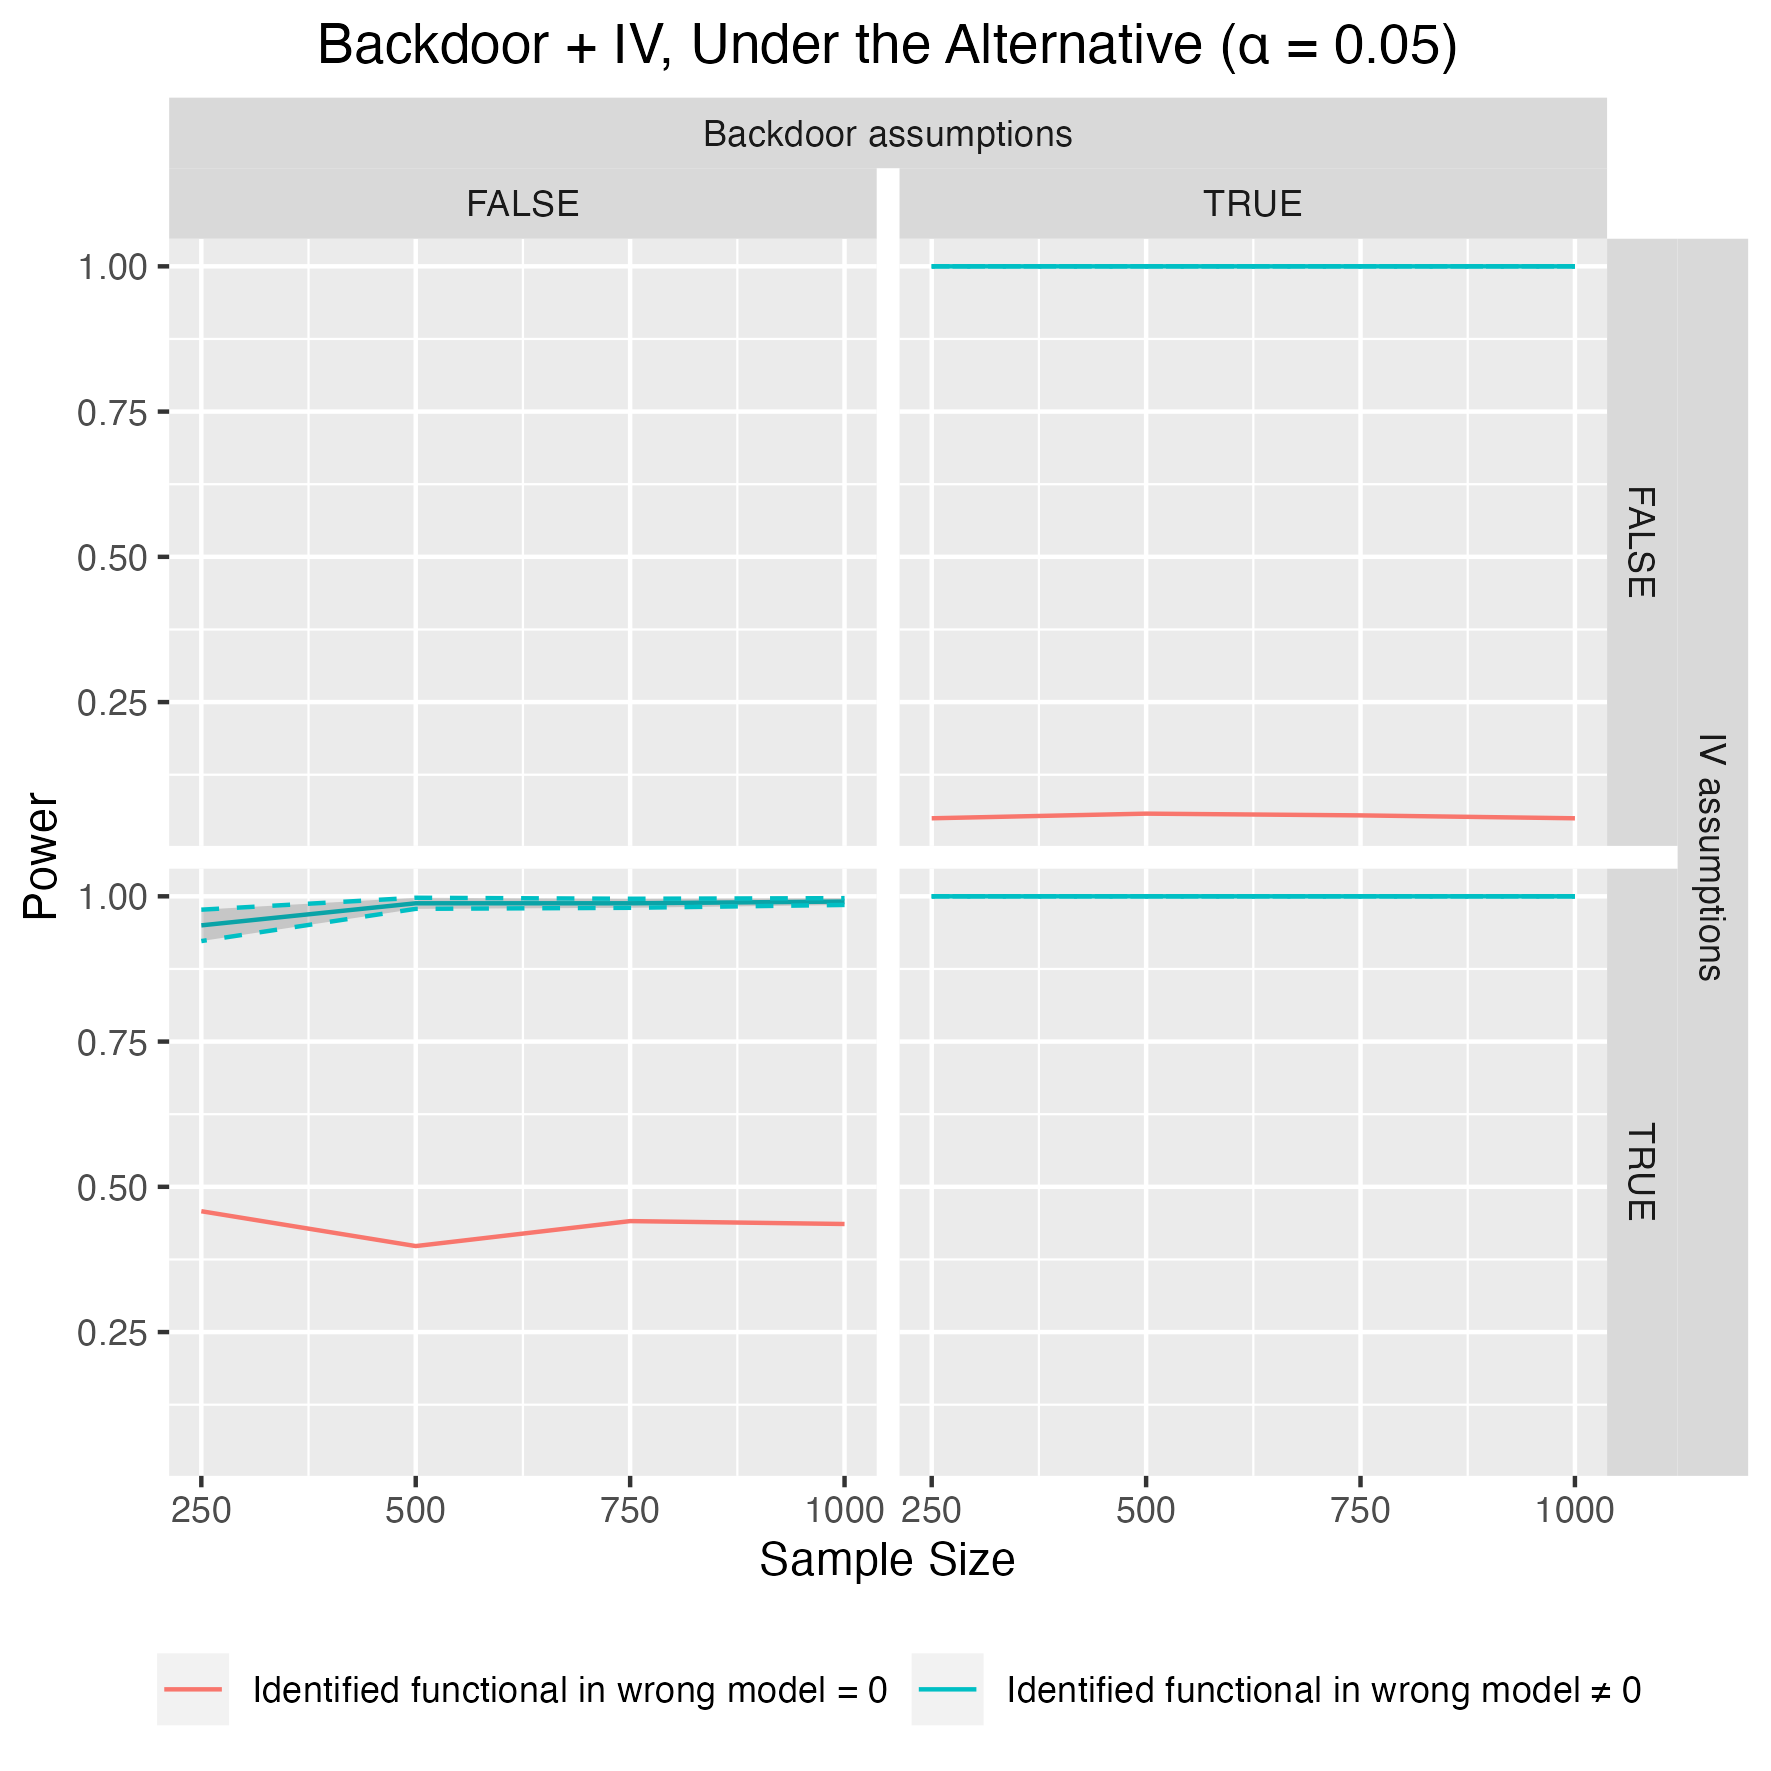 Backdoor + IV, Under the Alternative (α = 0.05)
Backdoor assumptions
FALSE TRUE
1.00
0.75
0.50
0.25
FALSE
Power
IV assumptions
1.00
0.75
0.50
0.25
TRUE
250 500 750 1000 250 500 750 1000
Sample Size
Identified functional in wrong model = 0 Identified functional in wrong model ≠ 0